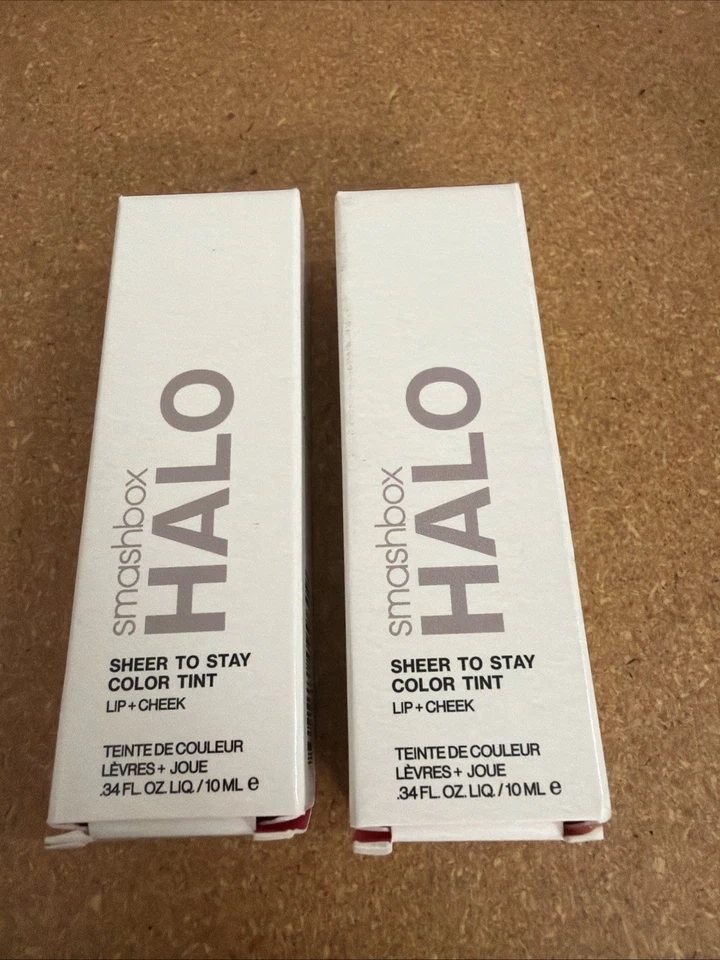 smashbox
HALO
SHEER TO STAY
COLOR TINT
LIP + CHEEK
TEINTE DE COULEUR
LÈVRES + JOUE
.34 FL. OZ. LIQ. / 10 ML e
smashbox
HALO
SHEER TO STAY
COLOR TINT
LIP + CHEEK
TEINTE DE COULEUR
LÈVRES + JOUE
.34 FL. OZ. LIQ. / 10 ML e